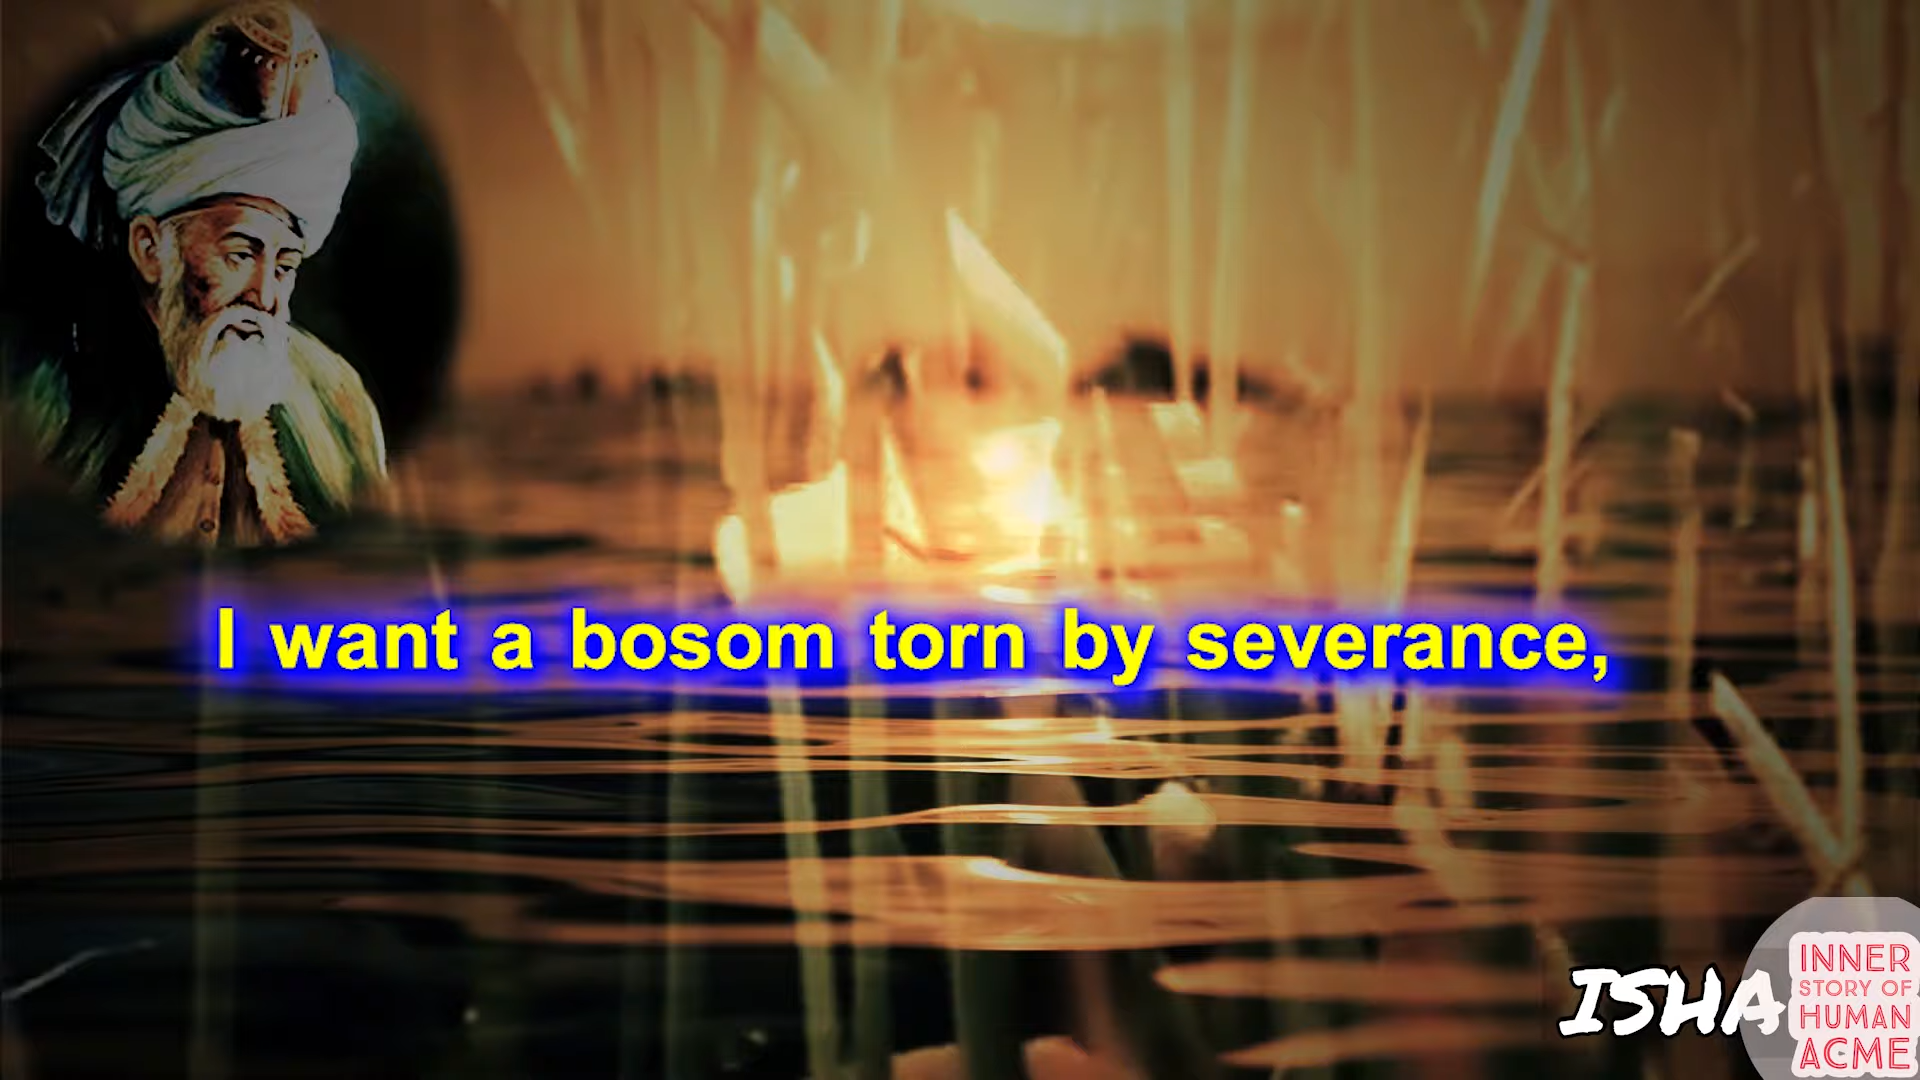 I want a bosom torn by severance,
ISHA
INNER
STORY OF
HUMAN
ACME